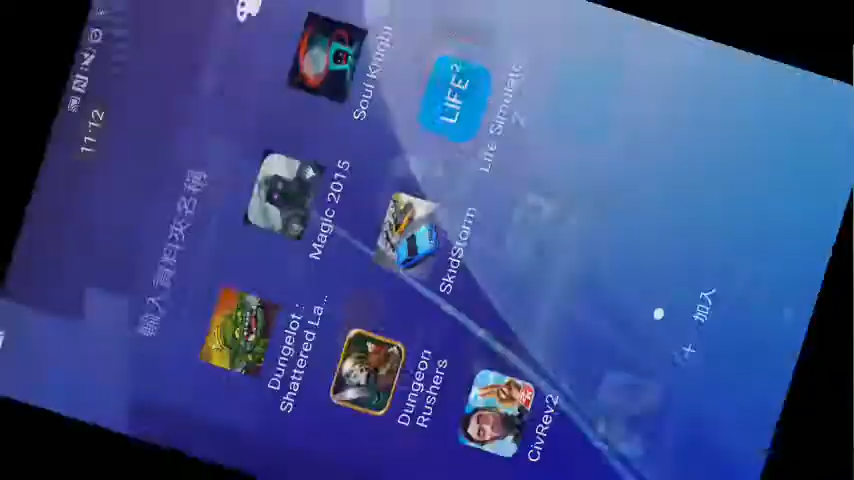 11:12
輸入資料夾名稱
Dungelot :
Shattered La...
Magic 2015
Soul Knight
Dungeon
Rushers
SkidStorm
LIFE²
Life Simulato
2
CivRev2
+ 加入